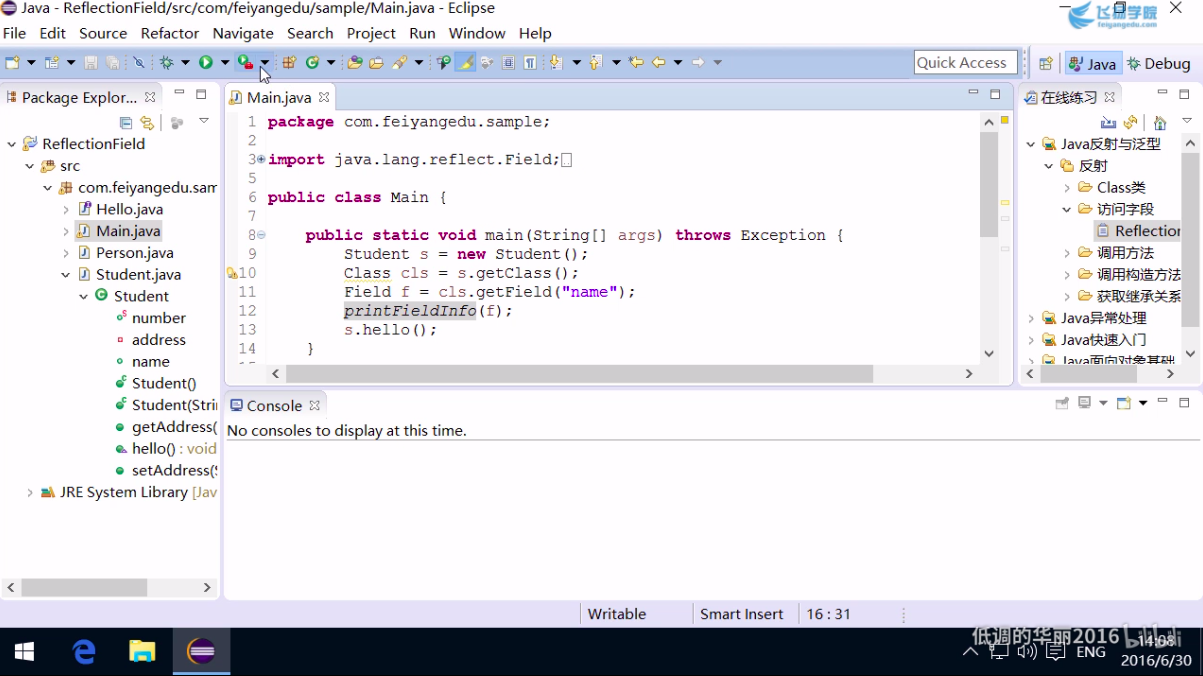 Java - ReflectionField/src/com/feiyangedu/sample/Main.java - Eclipse
飞扬学院
feiyangedu.com
File Edit Source Refactor Navigate Search Project Run Window Help
Quick Access
Java
Debug
Package Explor...
ReflectionField
src
com.feiyangedu.sam
Hello.java
Main.java
Person.java
Student.java
Student
number
address
name
Student()
Student(Stri
getAddress(
hello() : void
setAddress(S
JRE System Library [Jav
Main.java
1 package com.feiyangedu.sample;
2
3 import java.lang.reflect.Field;
5
6 public class Main {
7
8 public static void main(String[] args) throws Exception {
9 Student s = new Student();
10 Class cls = s.getClass();
11 Field f = cls.getField("name");
12 printFieldInfo(f);
13 s.hello();
14 }
在线练习
Java反射与泛型
反射
Class类
访问字段
Reflection
调用方法
调用构造方法
获取继承关系
Java异常处理
Java快速入门
Java面向对象基础
Console
No consoles to display at this time.
Writable
Smart Insert
16 : 31
低调的华丽2016 bilibili
ENG
14:08
2016/6/30